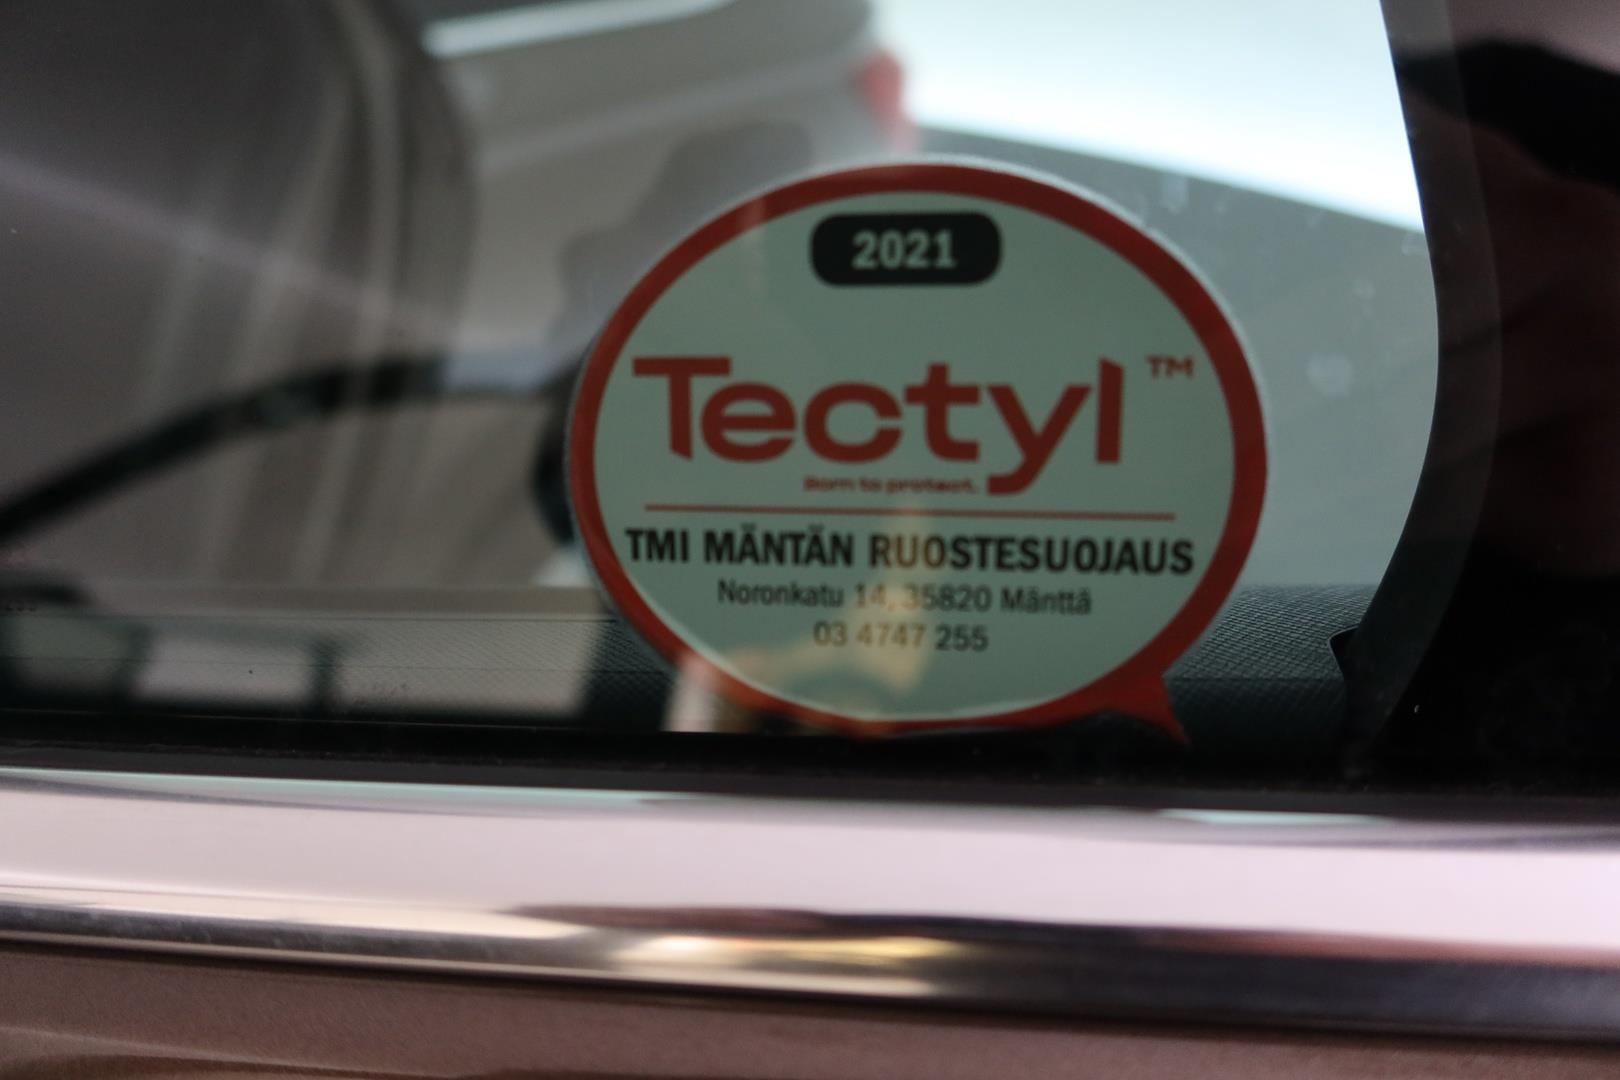 2021
Tectyl™
Born to protect.
TMI MÄNTÄN RUOSTESUOJAUS
Noronkatu 14, 35820 Mänttä
03 4747 255